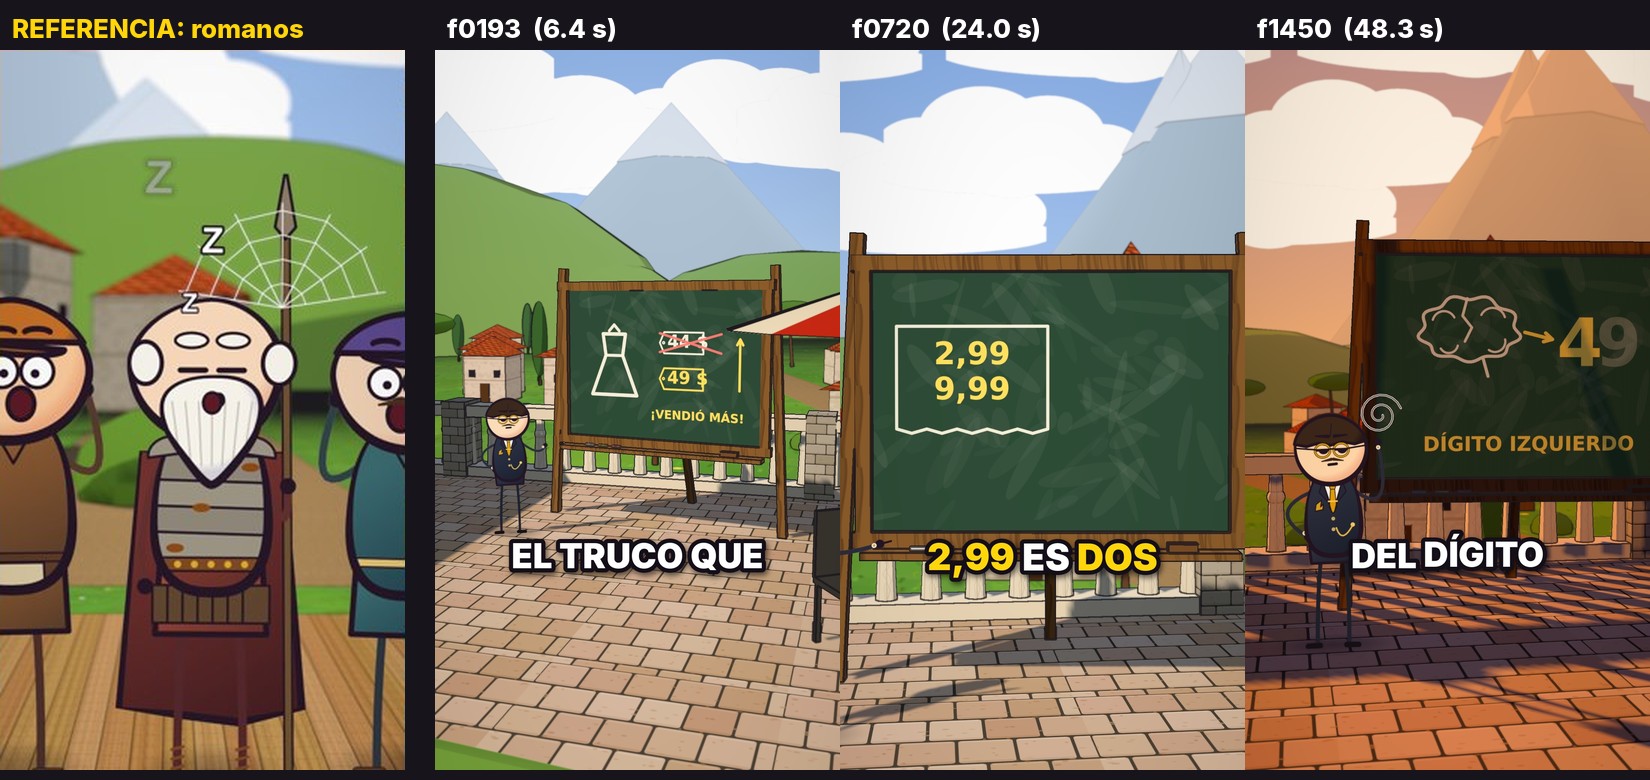 REFERENCIA: romanos
Z
Z
Z
f0193 (6.4 s)
44 $
49 $
¡VENDIÓ MÁS!
EL TRUCO QUE
f0720 (24.0 s)
2,99
9,99
2,99 ES DOS
f1450 (48.3 s)
49
DÍGITO IZQUIERDO
DEL DÍGITO